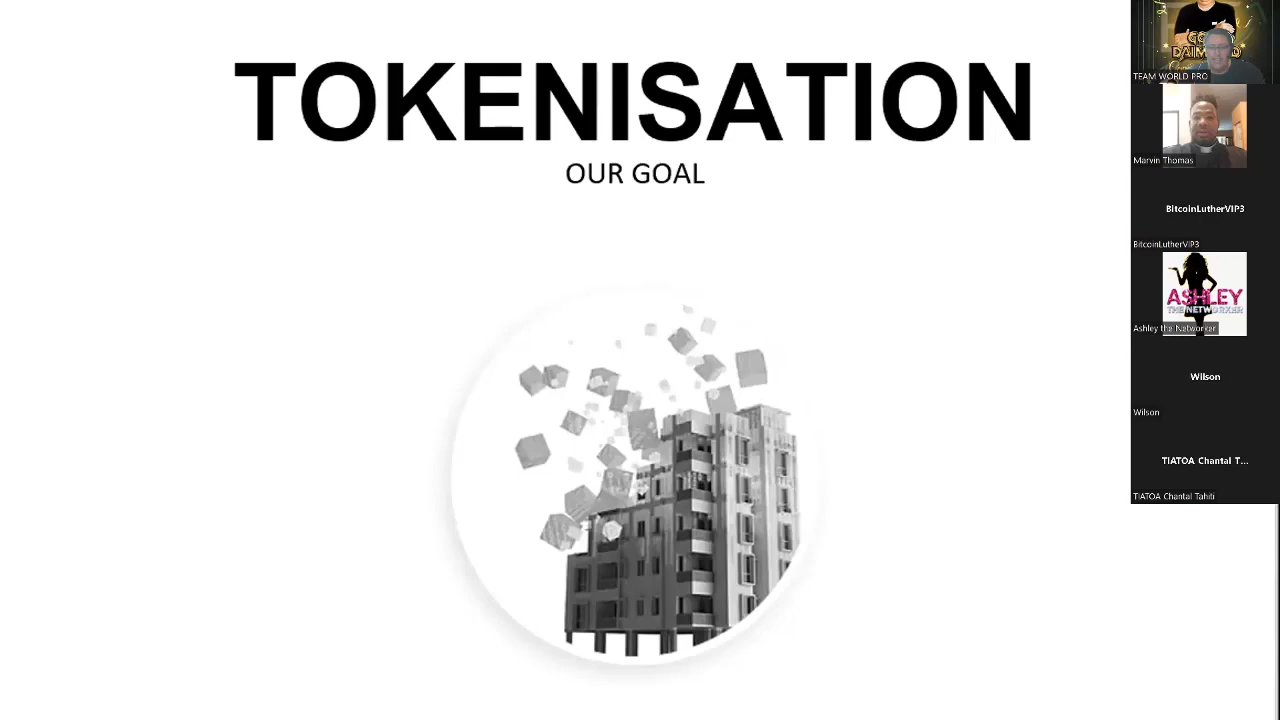 TOKENISATION
OUR GOAL
TEAM WORLD PRO
Marvin Thomas
BitcoinLutherVIP3
BitcoinLutherVIP3
ASHLEY
THE NETWORKER
Ashley the Networker
Wilson
Wilson
TIATOA Chantal T...
TIATOA Chantal Tahiti